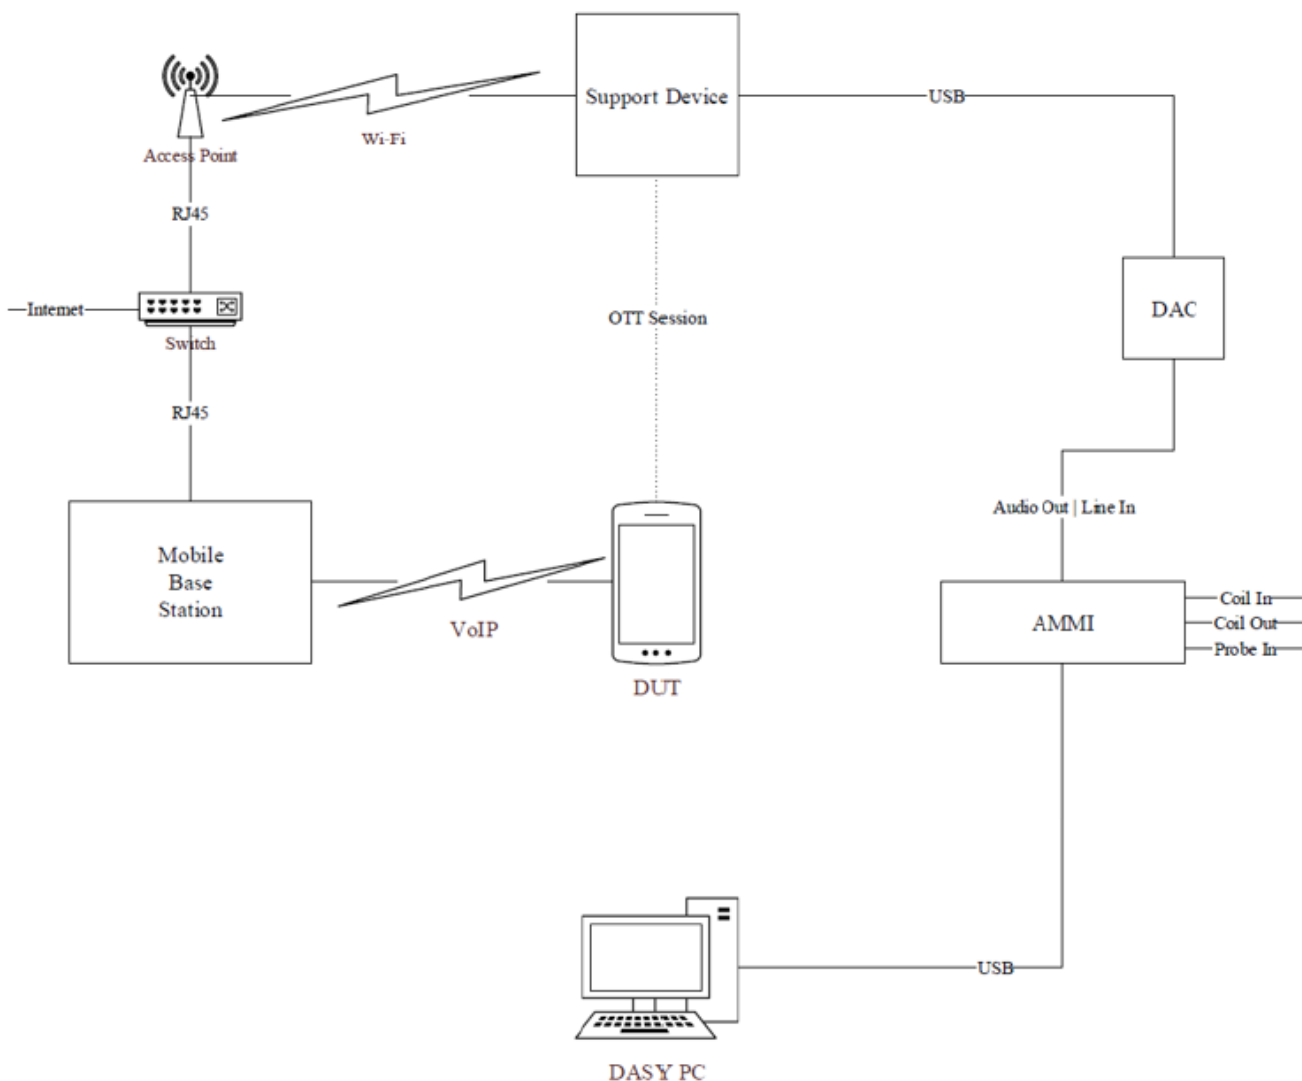 Support Device
USB
Wi-Fi
Access Point
RJ45
Internet
Switch
OTT Session
DAC
RJ45
Audio Out | Line In
Mobile
Base
Station
VoIP
DUT
AMMI
Coil In
Coil Out
Probe In
USB
DASY PC